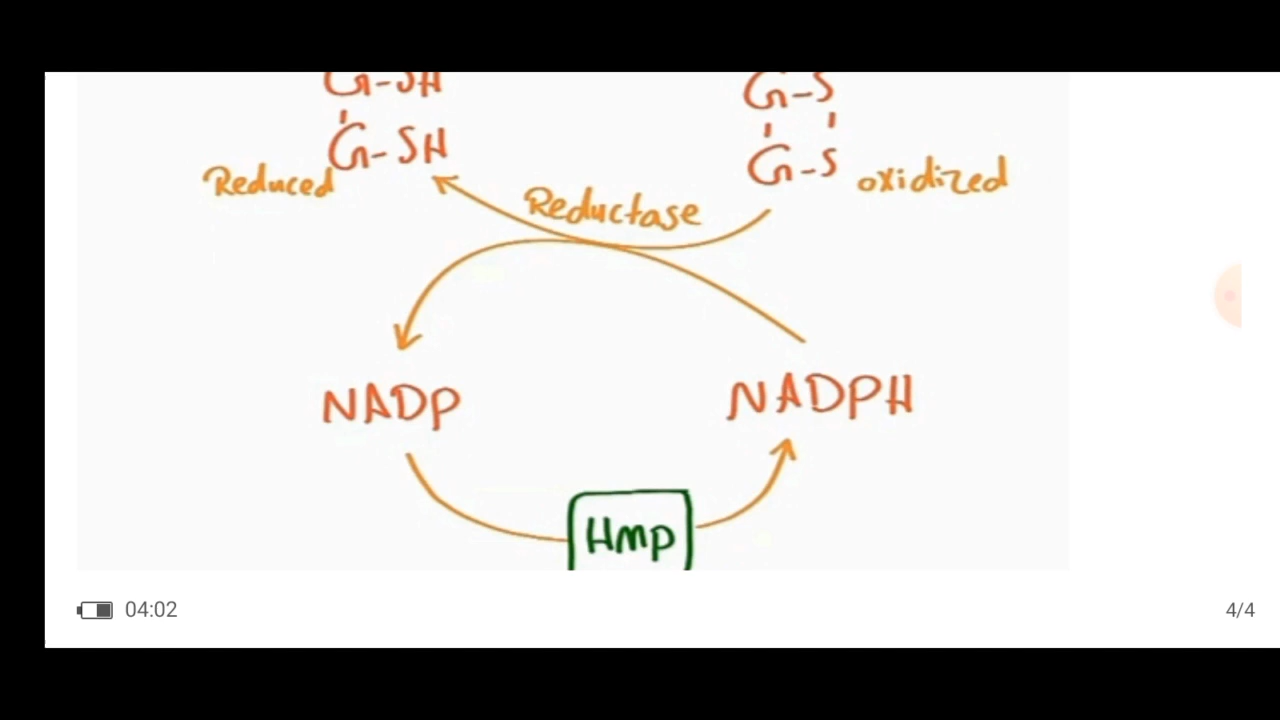 G-SH
G-S
G-SH
G-S
Reduced
oxidized
Reductase
NADP
NADPH
Hmp
04:02
4/4